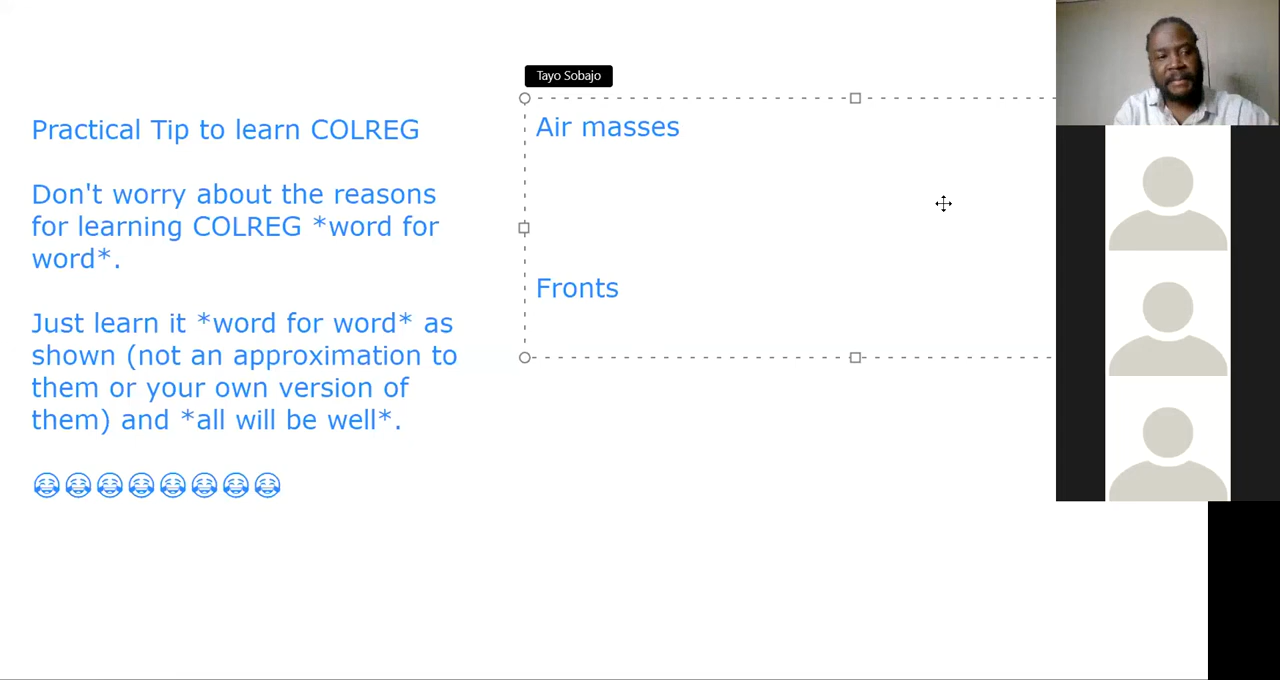 Practical Tip to learn COLREG
Don't worry about the reasons
for learning COLREG *word for
word*.
Just learn it *word for word* as
shown (not an approximation to
them or your own version of
them) and *all will be well*.
😂😂😂😂😂😂😂😂
Tayo Sobajo
Air masses
Fronts